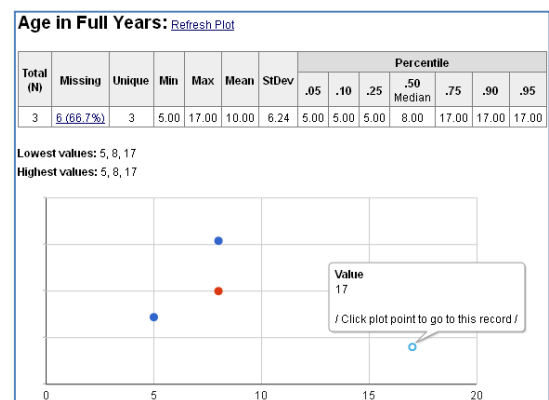 Age in Full Years: Refresh Plot
Total (N) Missing Unique Min Max Mean StDev Percentile
.05 .10 .25 .50 Median .75 .90 .95
3 6 (66.7%) 3 5.00 17.00 10.00 6.24 5.00 5.00 5.00 8.00 17.00 17.00 17.00
Lowest values: 5, 8, 17
Highest values: 5, 8, 17
Value
17
/ Click plot point to go to this record /
0 5 10 15 20